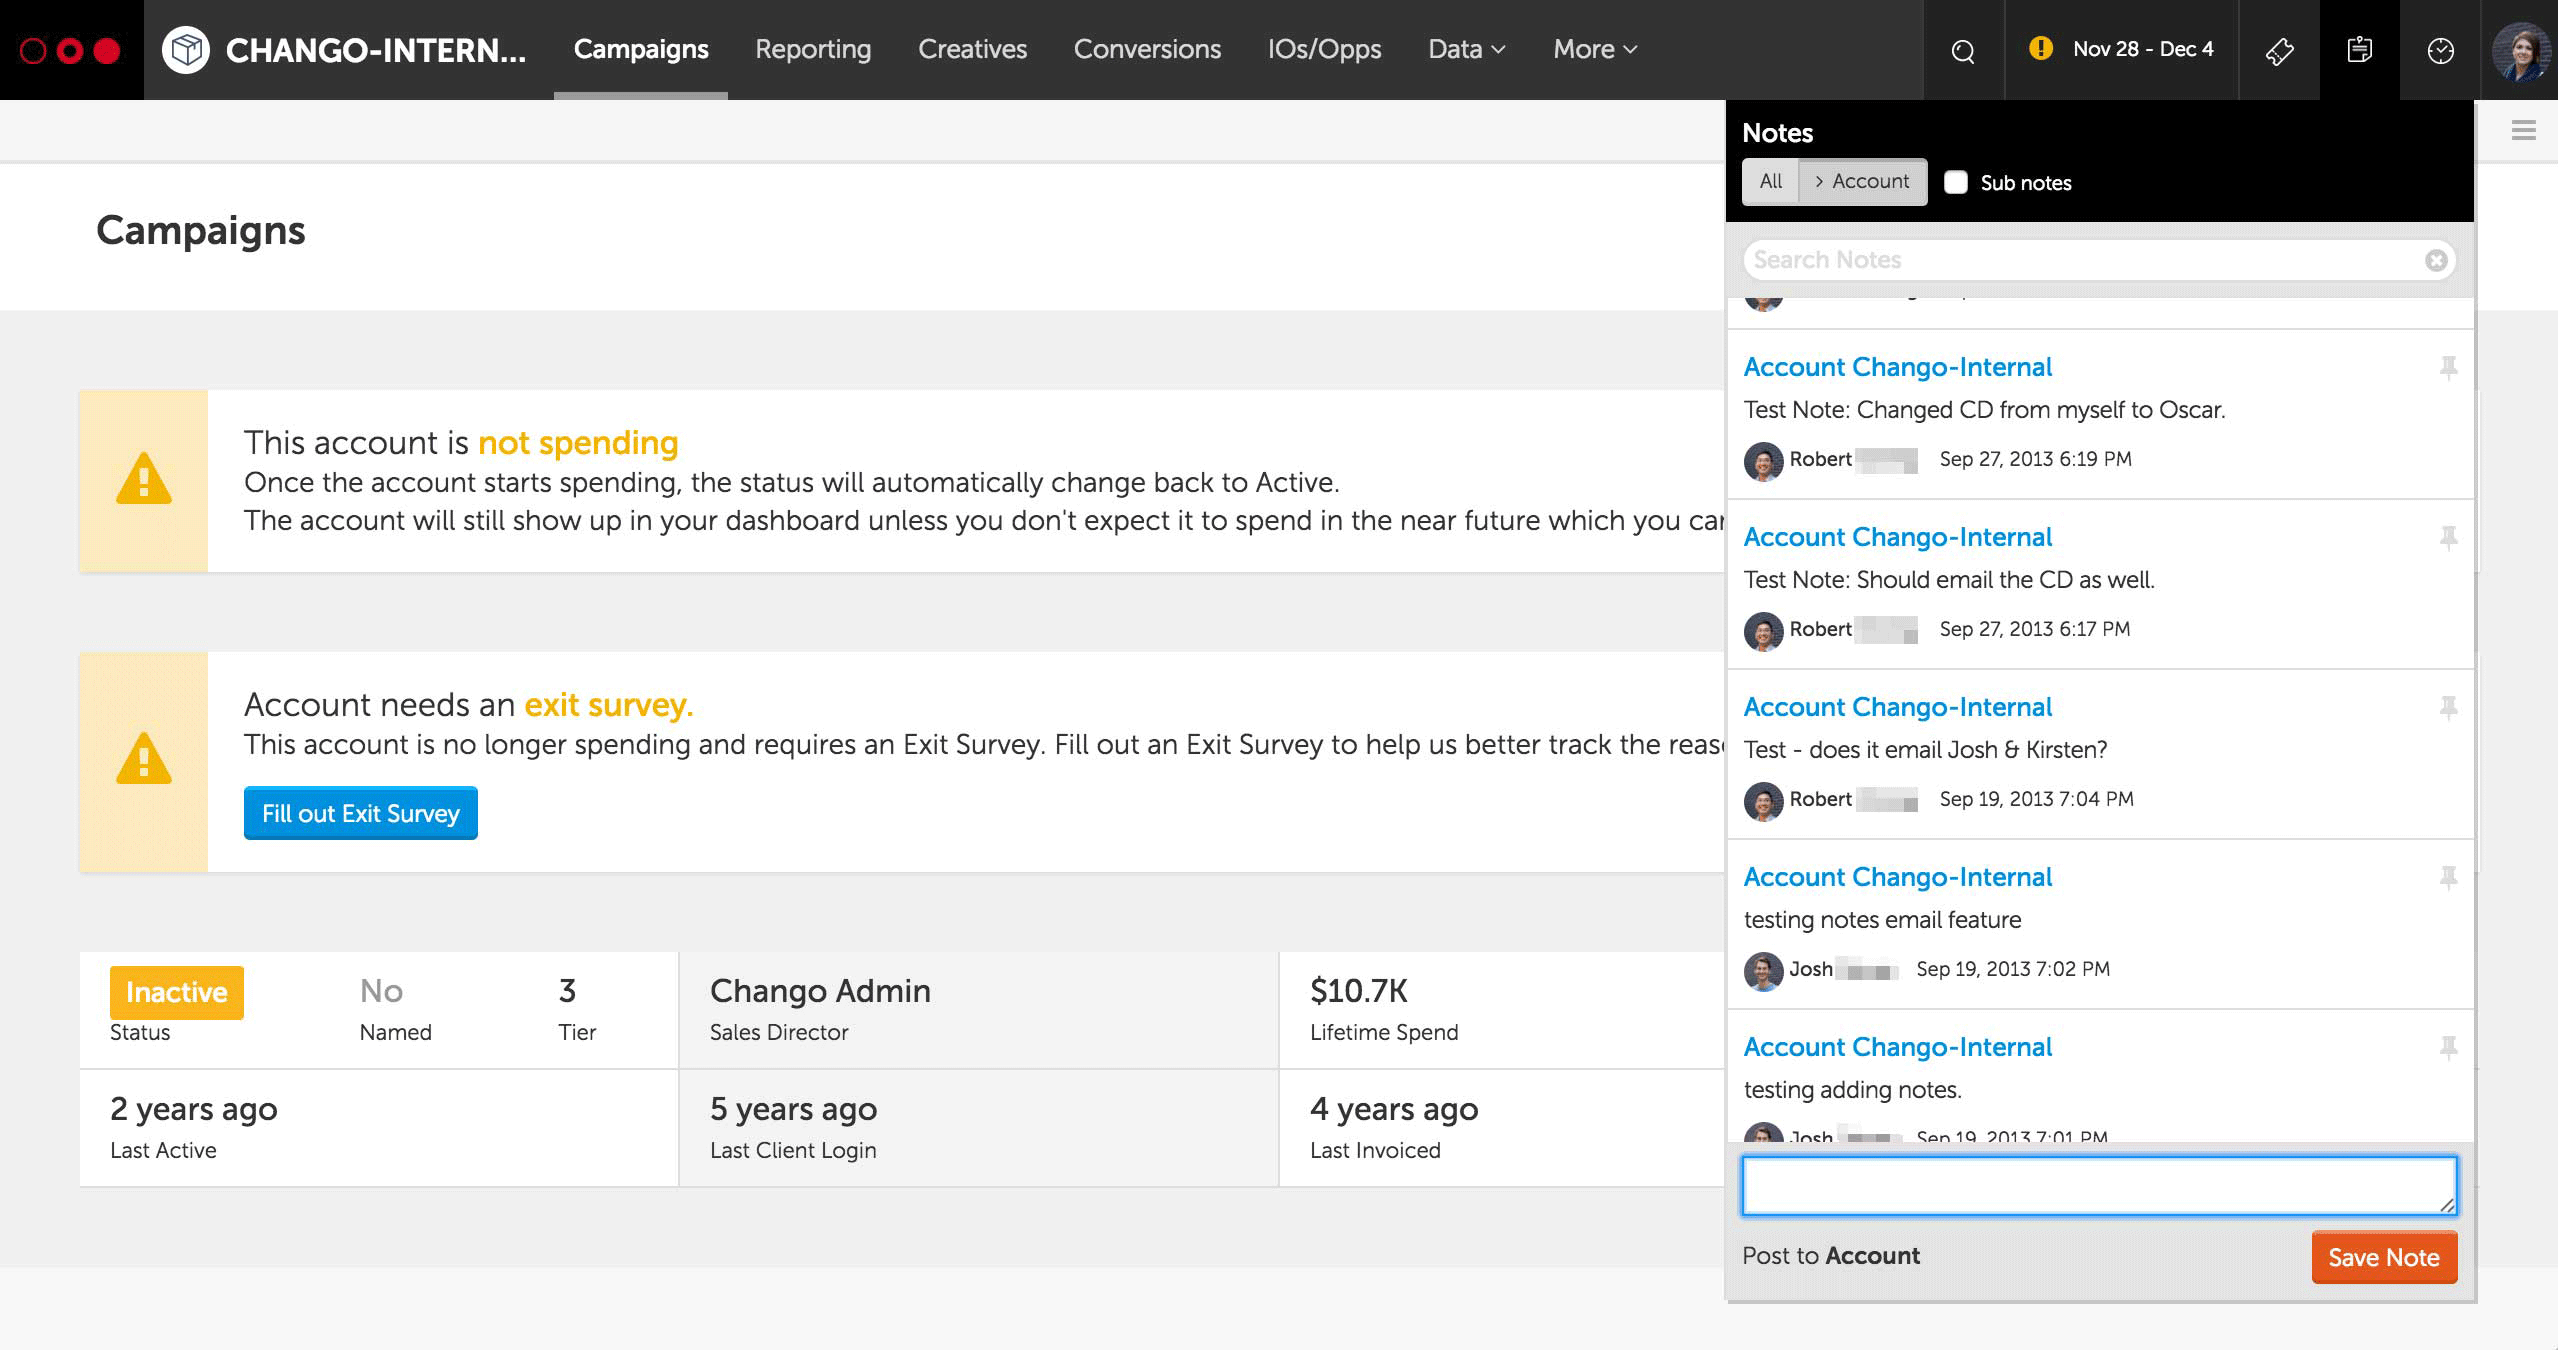 CHANGO-INTERN...
Campaigns
Reporting
Creatives
Conversions
IOs/Opps
Data
More
Nov 28 - Dec 4
Campaigns
This account is not spending
Once the account starts spending, the status will automatically change back to Active.
The account will still show up in your dashboard unless you don't expect it to spend in the near future which you
Account needs an exit survey.
This account is no longer spending and requires an Exit Survey. Fill out an Exit Survey to help us better track the
Fill out Exit Survey
Inactive
Status
No
Named
3
Tier
Chango Admin
Sales Director
$10.7K
Lifetime Spend
2 years ago
Last Active
5 years ago
Last Client Login
4 years ago
Last Invoiced
Notes
All
> Account
Sub notes
Search Notes
Account Chango-Internal
Test Note: Changed CD from myself to Oscar.
Robert Sep 27, 2013 6:19 PM
Account Chango-Internal
Test Note: Should email the CD as well.
Robert Sep 27, 2013 6:17 PM
Account Chango-Internal
Test - does it email Josh & Kirsten?
Robert Sep 19, 2013 7:04 PM
Account Chango-Internal
testing notes email feature
Josh Sep 19, 2013 7:02 PM
Account Chango-Internal
testing adding notes.
Josh Sep 19, 2013 7:01 PM
Post to Account
Save Note